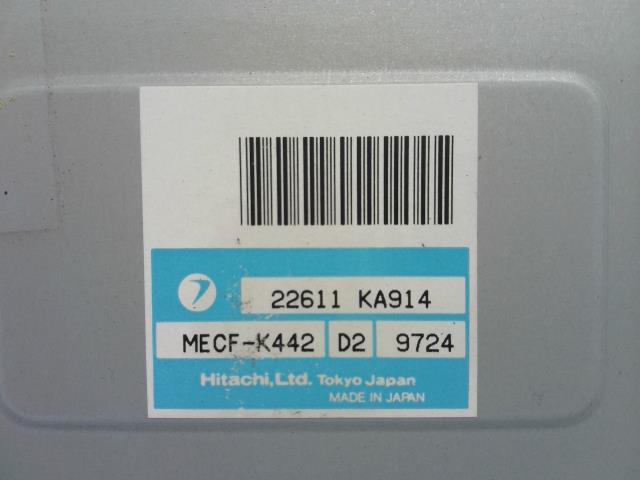 22611 KA914
MECF-K442 D2 9724
Hitachi,Ltd. Tokyo Japan
MADE IN JAPAN